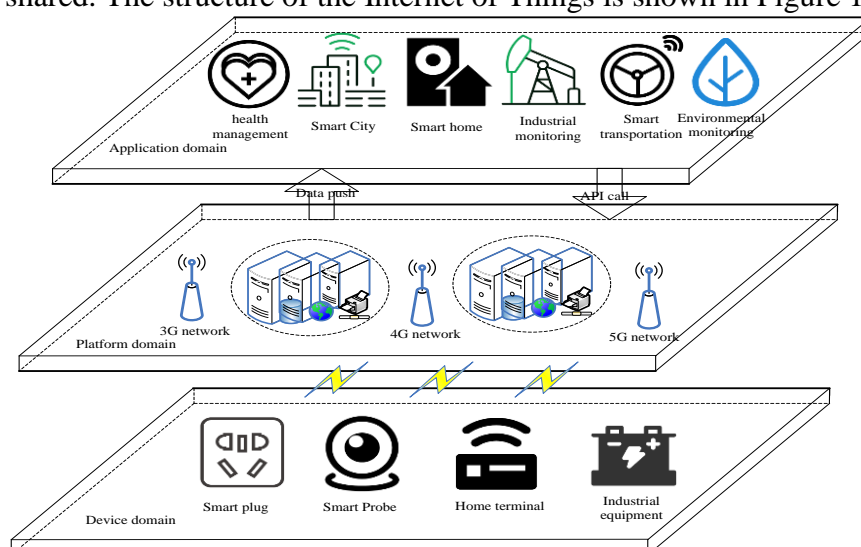 shared. The structure of the Internet of Things is shown in Figure 1
health
management
Smart City
Smart home
Industrial
monitoring
Smart
transportation
Environmental
monitoring
Application domain
Data push
API call
3G network
4G network
5G network
Platform domain
Smart plug
Smart Probe
Home terminal
Industrial
equipment
Device domain